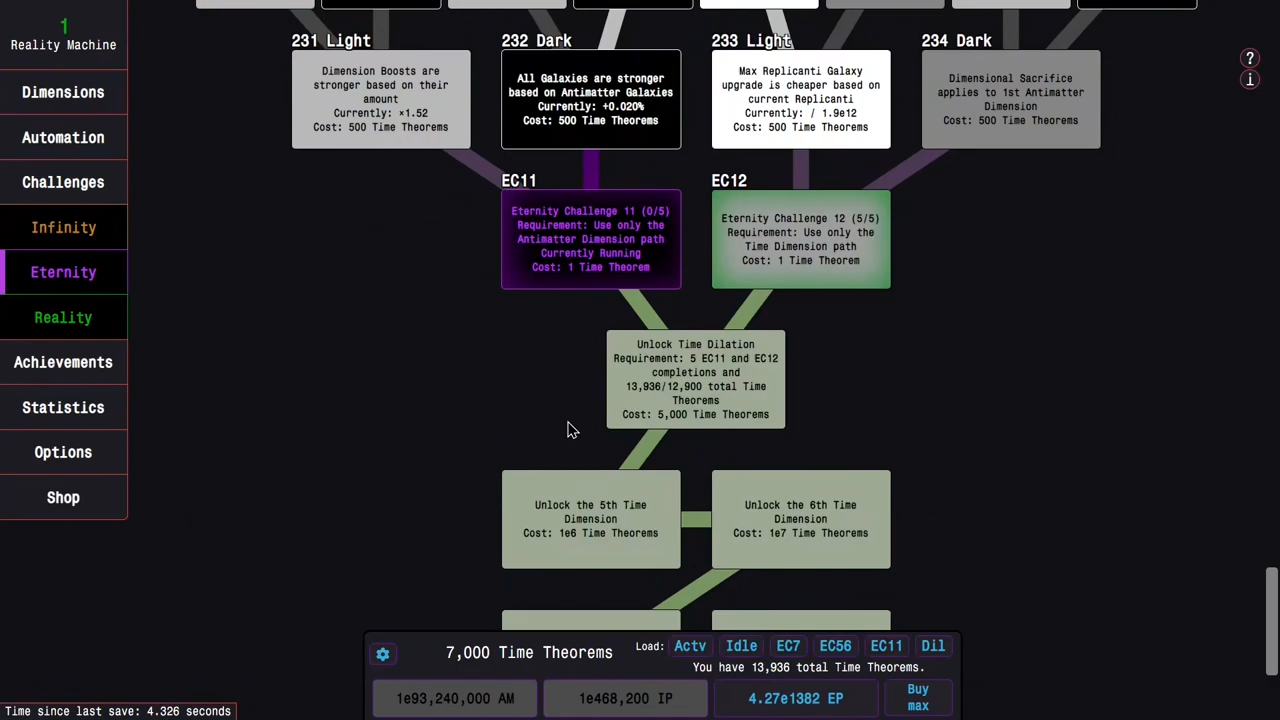 1
Reality Machine
Dimensions
Automation
Challenges
Infinity
Eternity
Reality
Achievements
Statistics
Options
Shop
231 Light
Dimension Boosts are
stronger based on their
amount
Currently: ×1.52
Cost: 500 Time Theorems
232 Dark
All Galaxies are stronger
based on Antimatter Galaxies
Currently: +0.020%
Cost: 500 Time Theorems
233 Light
Max Replicanti Galaxy
upgrade is cheaper based on
current Replicanti
Currently: / 1.9e12
Cost: 500 Time Theorems
234 Dark
Dimensional Sacrifice
applies to 1st Antimatter
Dimension
Cost: 500 Time Theorems
EC11
Eternity Challenge 11 (0/5)
Requirement: Use only the
Antimatter Dimension path
Currently Running
Cost: 1 Time Theorem
EC12
Eternity Challenge 12 (5/5)
Requirement: Use only the
Time Dimension path
Cost: 1 Time Theorem
Unlock Time Dilation
Requirement: 5 EC11 and EC12
completions and
13,936/12,900 total Time
Theorems
Cost: 5,000 Time Theorems
Unlock the 5th Time
Dimension
Cost: 1e6 Time Theorems
Unlock the 6th Time
Dimension
Cost: 1e7 Time Theorems
7,000 Time Theorems
Load: Actv Idle EC7 EC56 EC11 Dil
You have 13,936 total Time Theorems.
1e93,240,000 AM
1e468,200 IP
4.27e1382 EP
Buy
max
Time since last save: 4.326 seconds
?
i